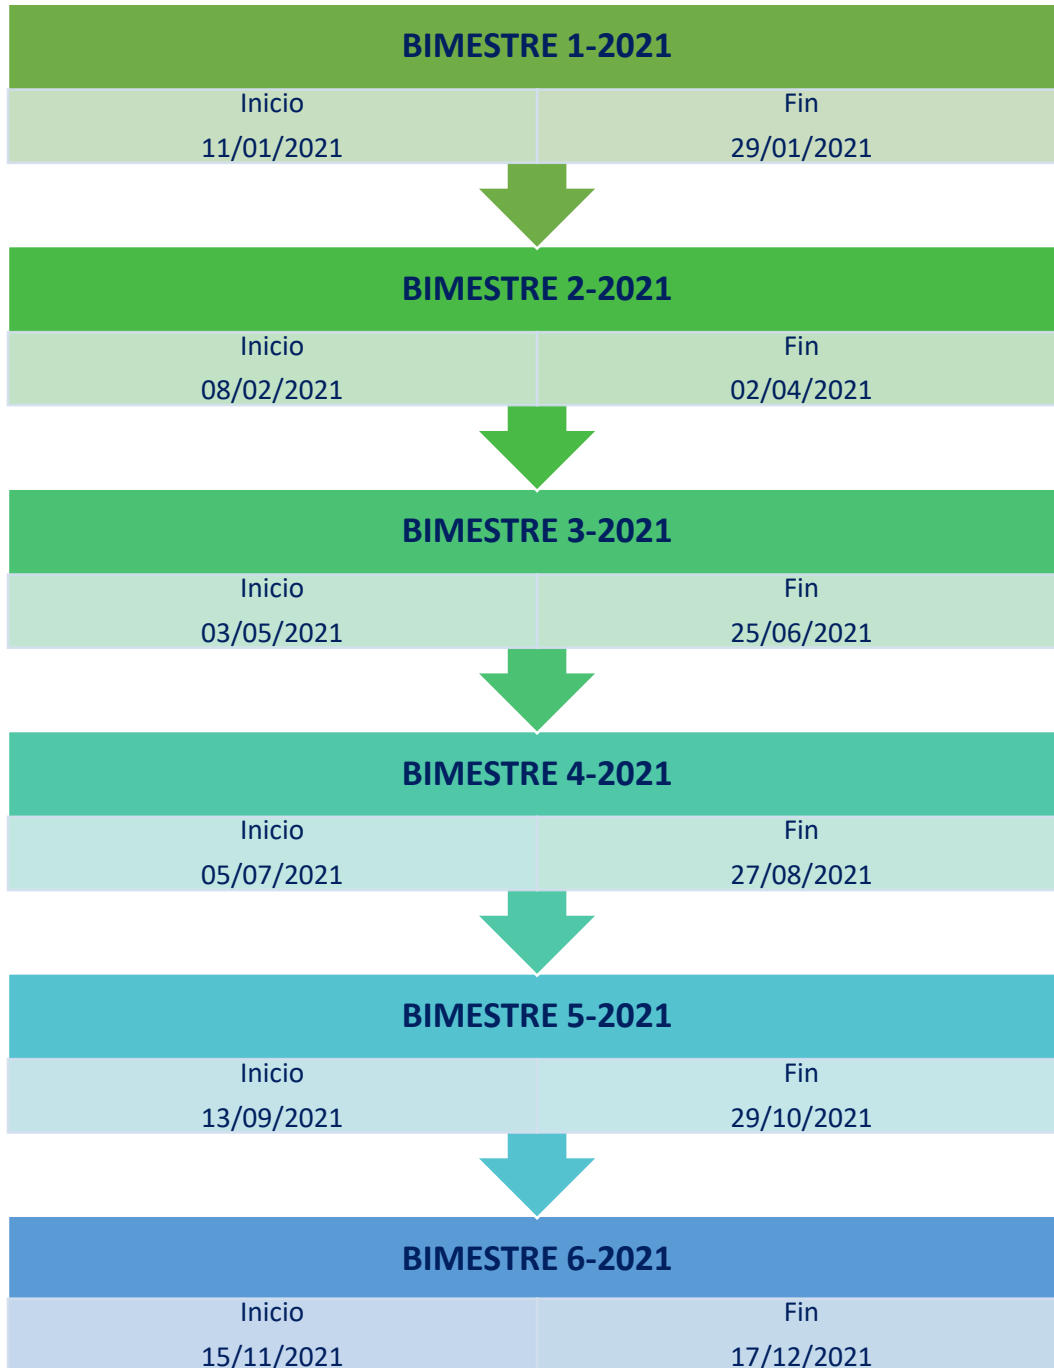 BIMESTRE 1-2021
Inicio
Fin
11/01/2021
29/01/2021
BIMESTRE 2-2021
Inicio
Fin
08/02/2021
02/04/2021
BIMESTRE 3-2021
Inicio
Fin
03/05/2021
25/06/2021
BIMESTRE 4-2021
Inicio
Fin
05/07/2021
27/08/2021
BIMESTRE 5-2021
Inicio
Fin
13/09/2021
29/10/2021
BIMESTRE 6-2021
Inicio
Fin
15/11/2021
17/12/2021